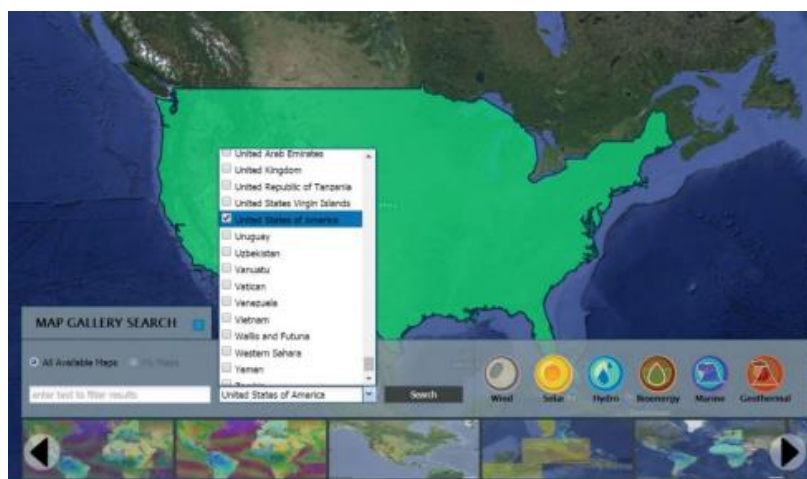 United Arab Emirates
United Kingdom
United Republic of Tanzania
United States Virgin Islands
United States of America
Uruguay
Uzbekistan
Vanuatu
Vatican
Venezuela
Vietnam
Wallis and Futuna
Western Sahara
Yemen
MAP GALLERY SEARCH
All Available Maps My Maps
enter text to filter results
United States of America
Search
Wind Solar Hydro Bioenergy Marine Geothermal